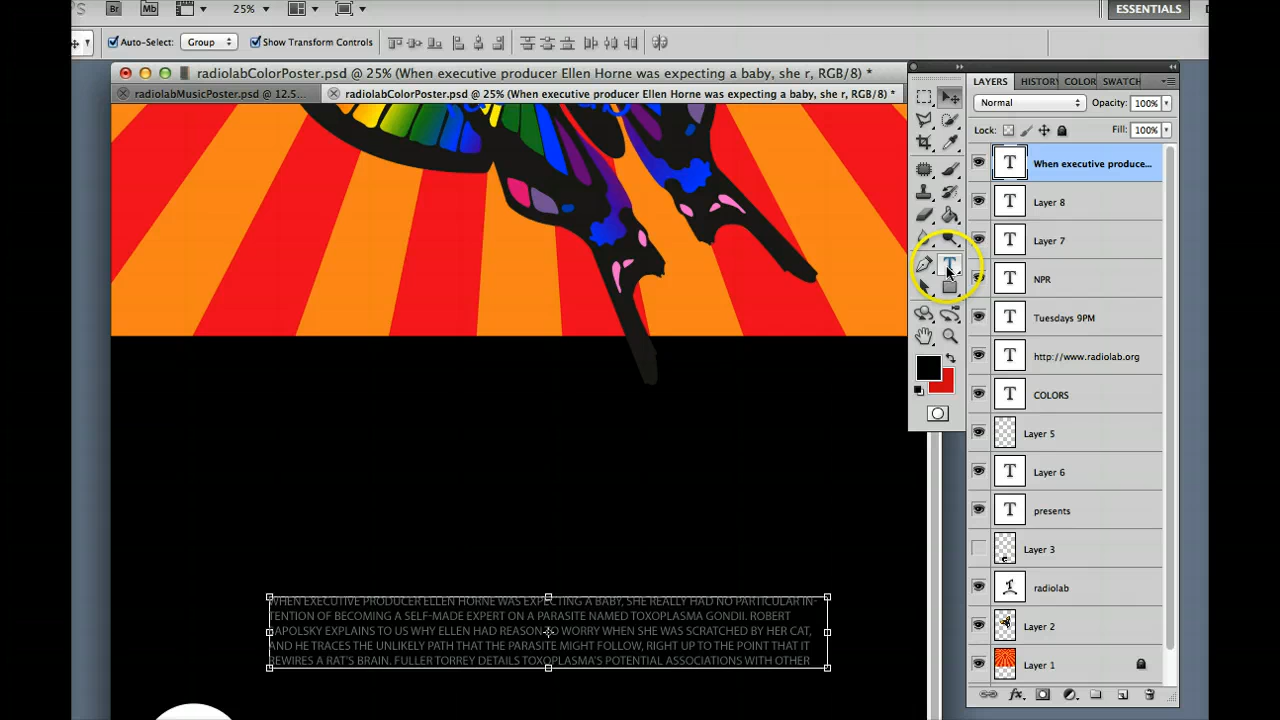 Br Mb 25% ESSENTIALS
Auto-Select: Group Show Transform Controls
radiolabColorPoster.psd @ 25% (When executive producer Ellen Horne was expecting a baby, she r, RGB/8) *
radiolabMusicPoster.psd @ 12.5...
radiolabColorPoster.psd @ 25% (When executive producer Ellen Horne was expecting a baby, she r, RGB/8) *
LAYERS HISTORY COLOR SWATCH
Normal Opacity: 100%
Lock: Fill: 100%
T When executive produce...
T Layer 8
T Layer 7
T NPR
T Tuesdays 9PM
T http://www.radiolab.org
T COLORS
Layer 5
T Layer 6
T presents
Layer 3
radiolab
Layer 2
Layer 1
fx
T
WHEN EXECUTIVE PRODUCER ELLEN HORNE WAS EXPECTING A BABY, SHE REALLY HAD NO PARTICULAR IN-
TENTION OF BECOMING A SELF-MADE EXPERT ON A PARASITE NAMED TOXOPLASMA GONDII. ROBERT
SAPOLSKY EXPLAINS TO US WHY ELLEN HAD REASON TO WORRY WHEN SHE WAS SCRATCHED BY HER CAT,
AND HE TRACES THE UNLIKELY PATH THAT THE PARASITE MIGHT FOLLOW, RIGHT UP TO THE POINT THAT IT
REWIRES A RAT'S BRAIN. FULLER TORREY DETAILS TOXOPLASMA'S POTENTIAL ASSOCIATIONS WITH OTHER